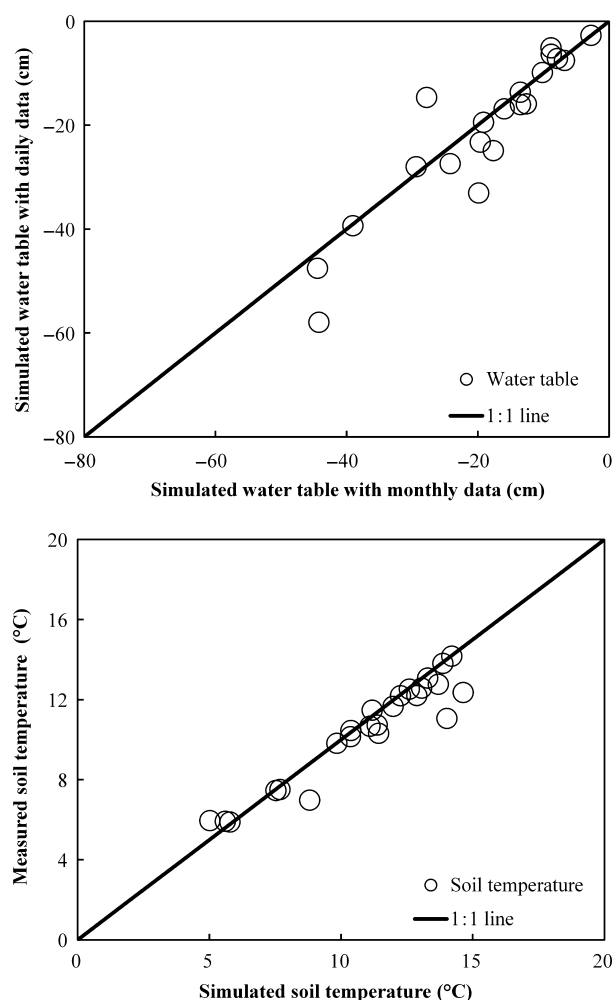 0
−20
−40
−60
−80
Simulated water table with daily data (cm)
Water table
1:1 line
−80
−60
−40
−20
0
Simulated water table with monthly data (cm)
20
16
12
8
4
0
Measured soil temperature (°C)
Soil temperature
1:1 line
0
5
10
15
20
Simulated soil temperature (°C)